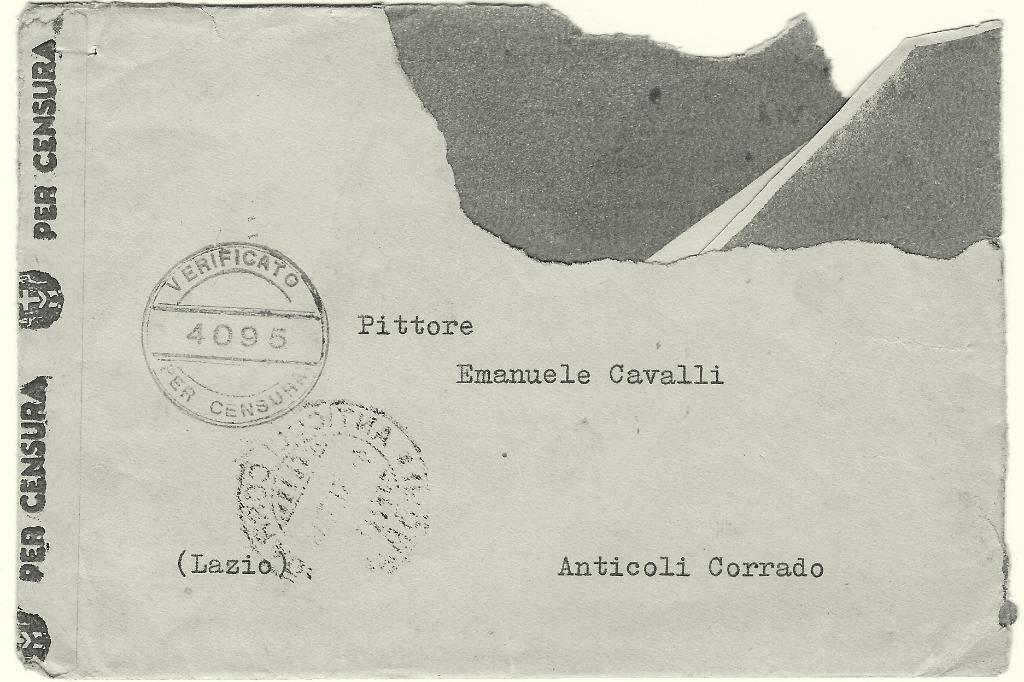 PER CENSURA
PER CENSURA
VERIFICATO
4095
PER CENSURA
Pittore
Emanuele Cavalli
(Lazio)
Anticoli Corrado